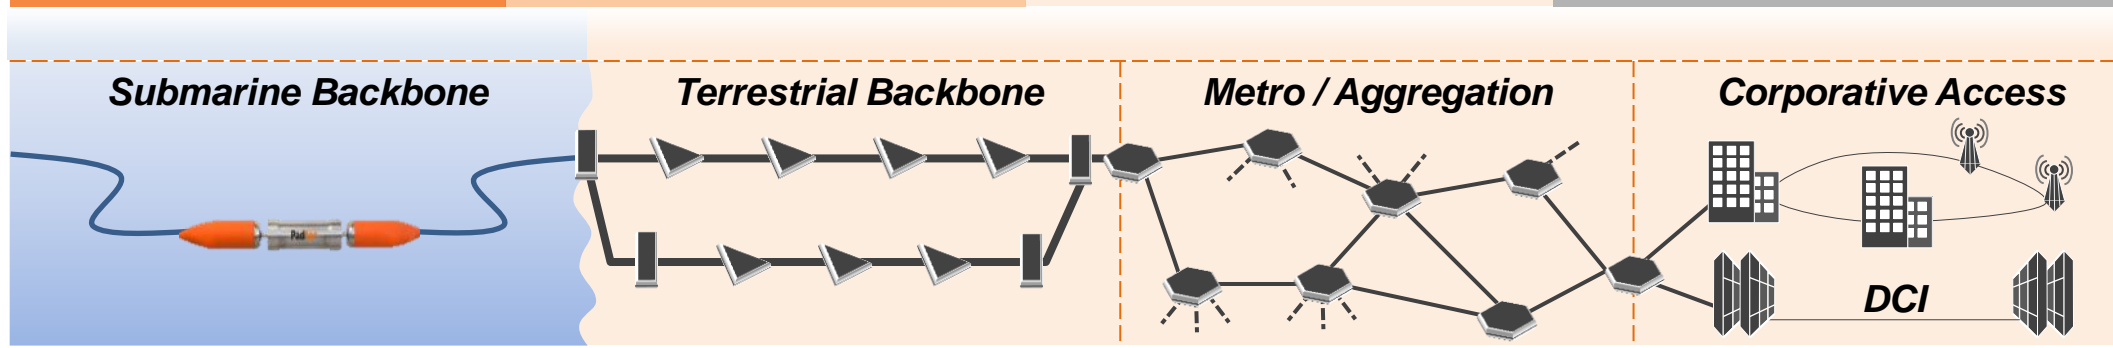 Submarine Backbone
Terrestrial Backbone
Metro / Aggregation
Corporative Access
DCI